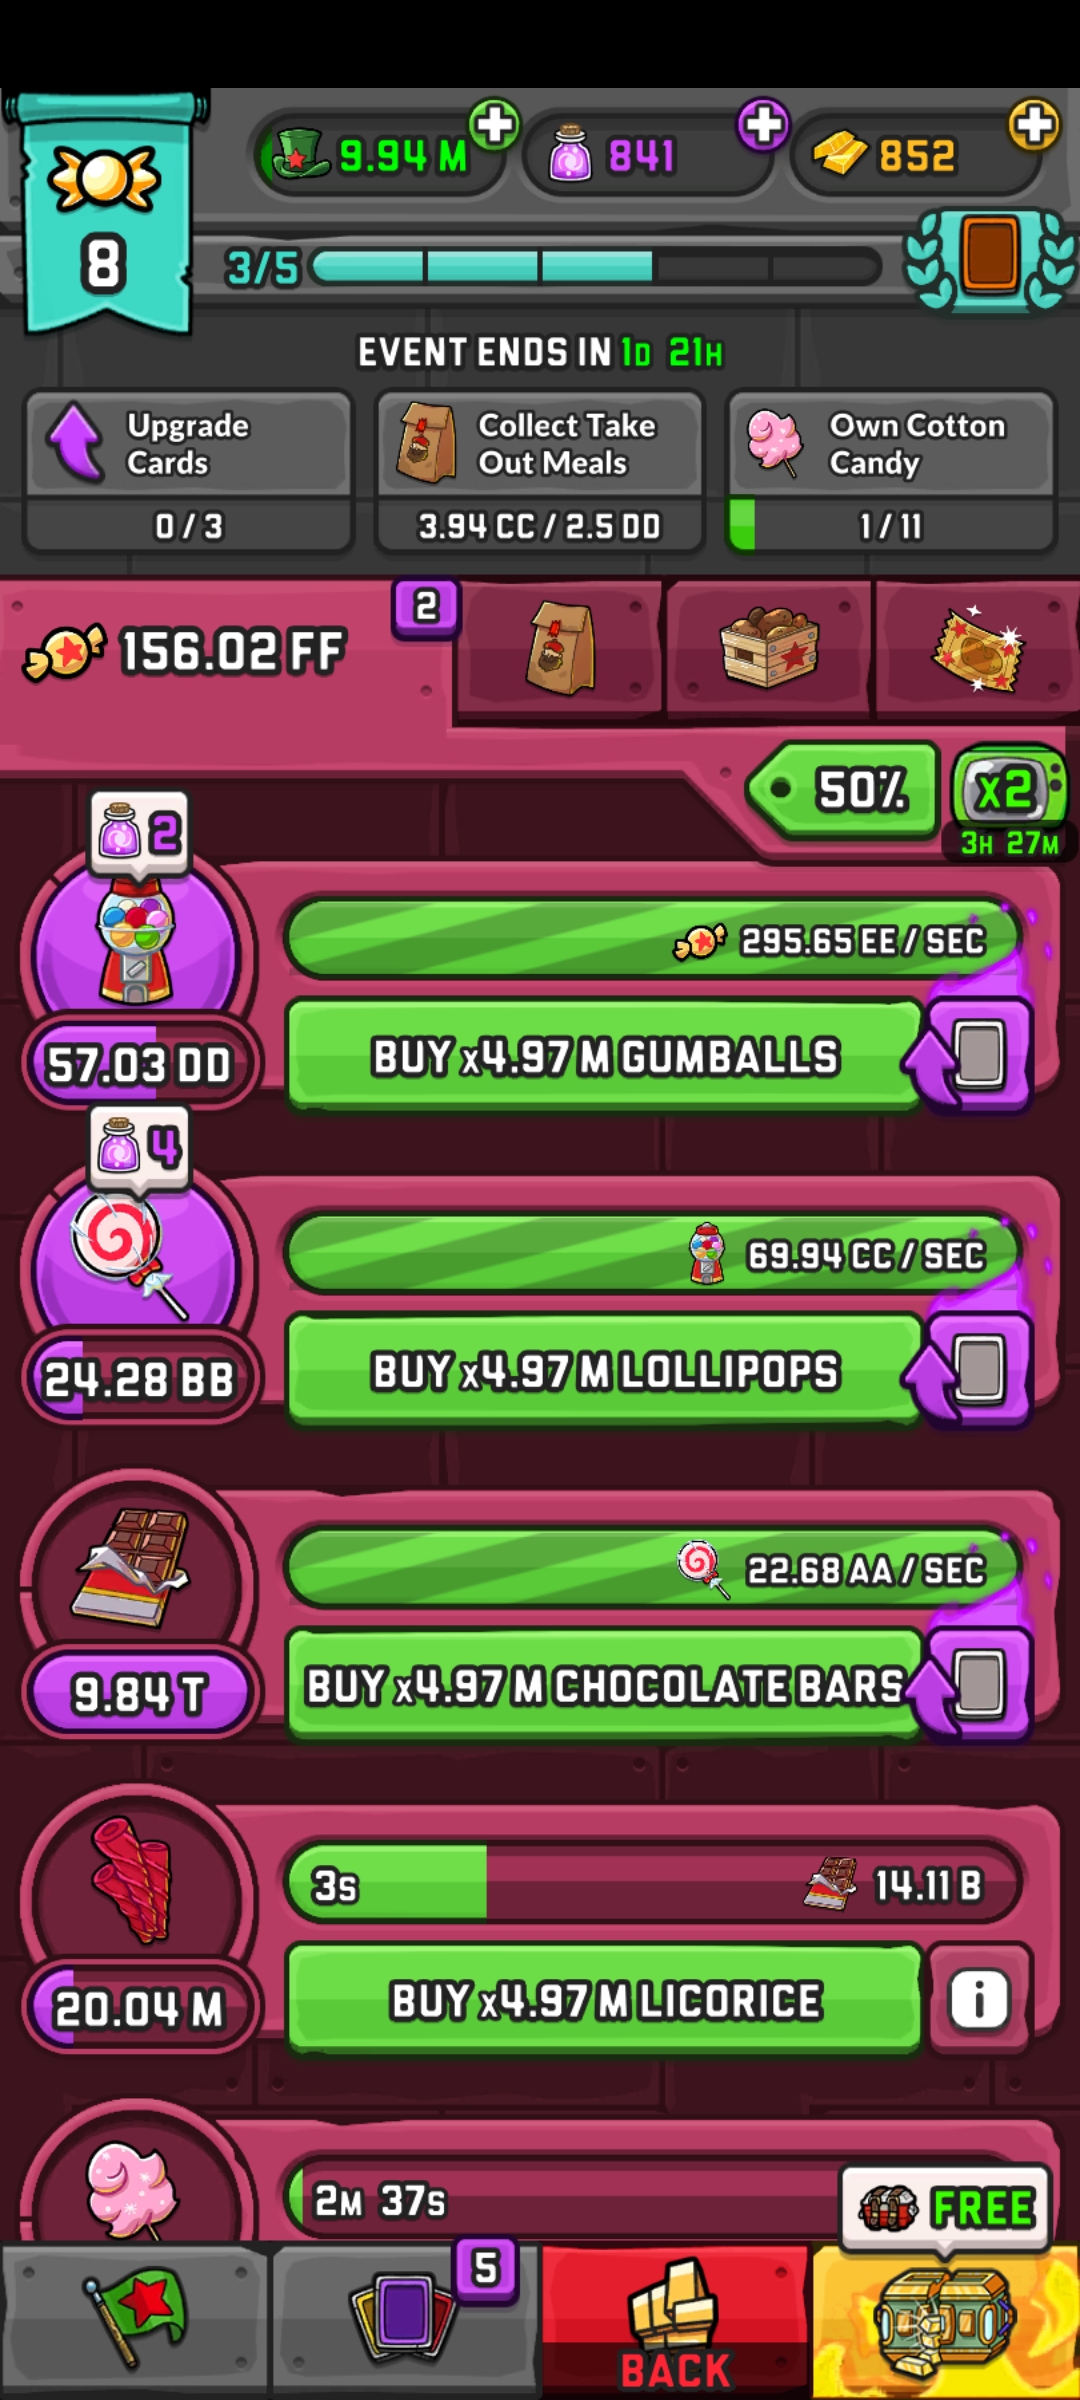 9.94 M
841
852
8
3/5
EVENT ENDS IN 1D 21H
Upgrade Cards
0 / 3
Collect Take Out Meals
3.94 CC / 2.5 DD
Own Cotton Candy
1 / 11
156.02 FF
2
50%
x2
3H 27M
2
295.65 EE / SEC
57.03 DD
BUY x4.97 M GUMBALLS
4
69.94 CC / SEC
24.28 BB
BUY x4.97 M LOLLIPOPS
22.68 AA / SEC
9.84 T
BUY x4.97 M CHOCOLATE BARS
3s
14.11 B
20.04 M
BUY x4.97 M LICORICE
i
2M 37s
FREE
5
BACK